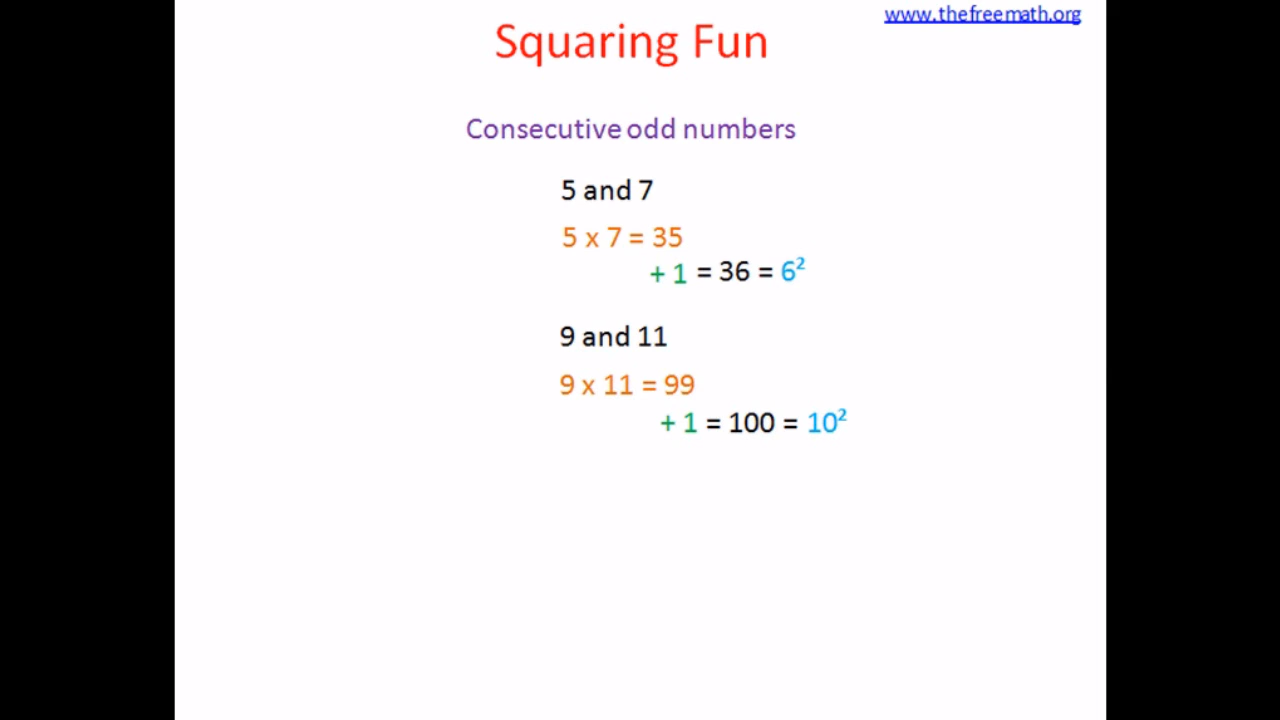 www.thefreemath.org
Squaring Fun
Consecutive odd numbers
5 and 7
5 x 7 = 35
+ 1 = 36 = 6²
9 and 11
9 x 11 = 99
+ 1 = 100 = 10²